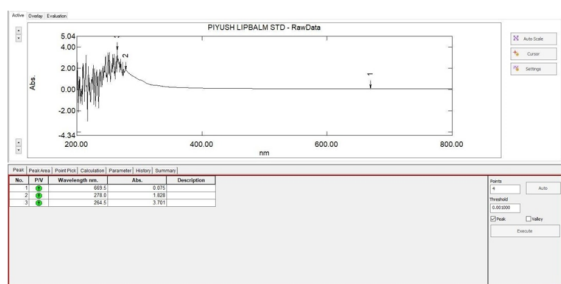 Active Overlay Evaluation
PIYUSH LIPBALM STD - RawData
5.04
4.00
2.00
0.00
-2.00
-4.34
Abs.
2
1
200.00 400.00 600.00 800.00
nm
Auto Scale
Cursor
Settings
Peak Peak Area Point Pick Calculation Parameter History Summary
No. P/V Wavelength nm. Abs. Description
1 669.5 0.075
2 278.0 1.828
3 264.5 3.701
Points
4 Auto
Threshold
0.001000
Peak Valley
Execute